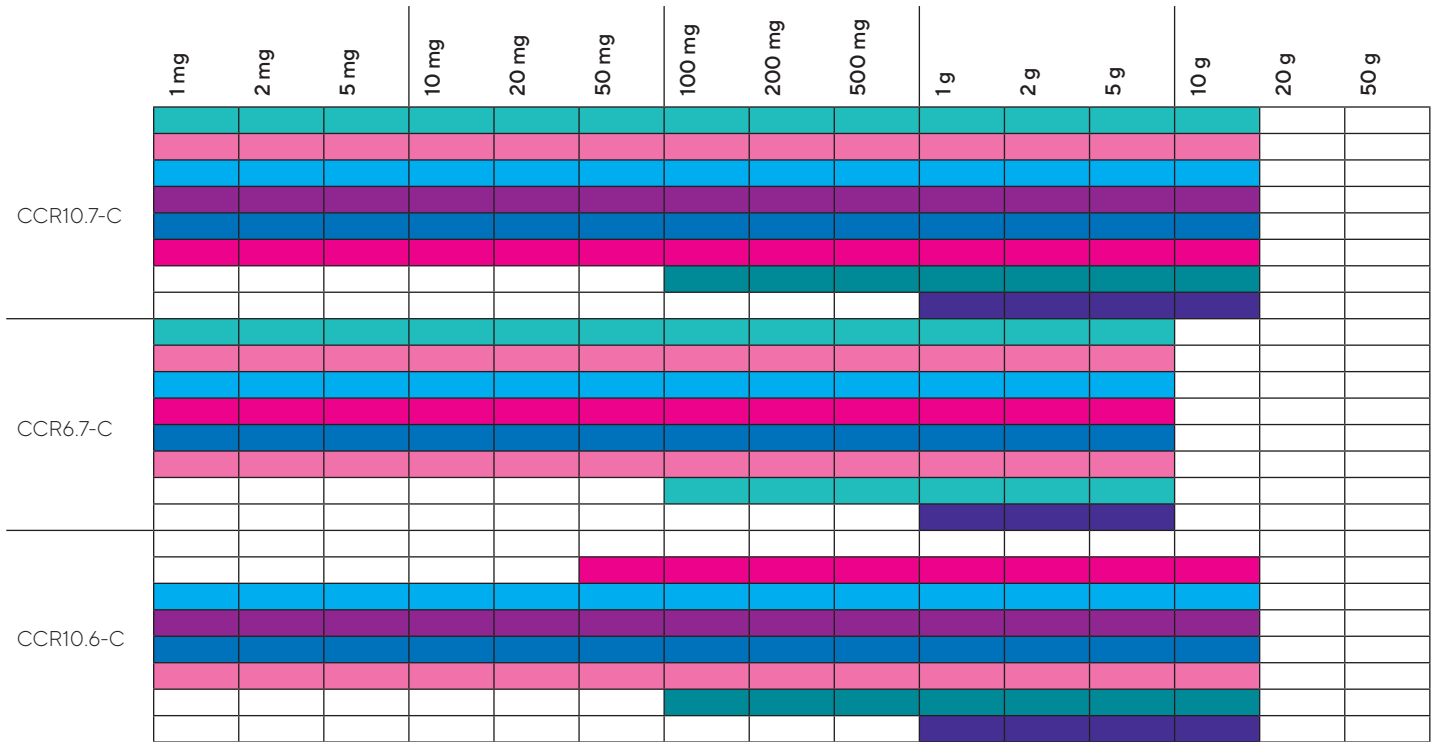 1 mg
2 mg
5 mg
10 mg
20 mg
50 mg
100 mg
200 mg
500 mg
1 g
2 g
5 g
10 g
20 g
50 g
CCR10.7-C
CCR6.7-C
CCR10.6-C